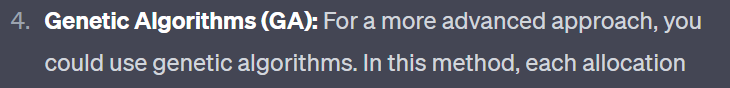 4. Genetic Algorithms (GA): For a more advanced approach, you
could use genetic algorithms. In this method, each allocation